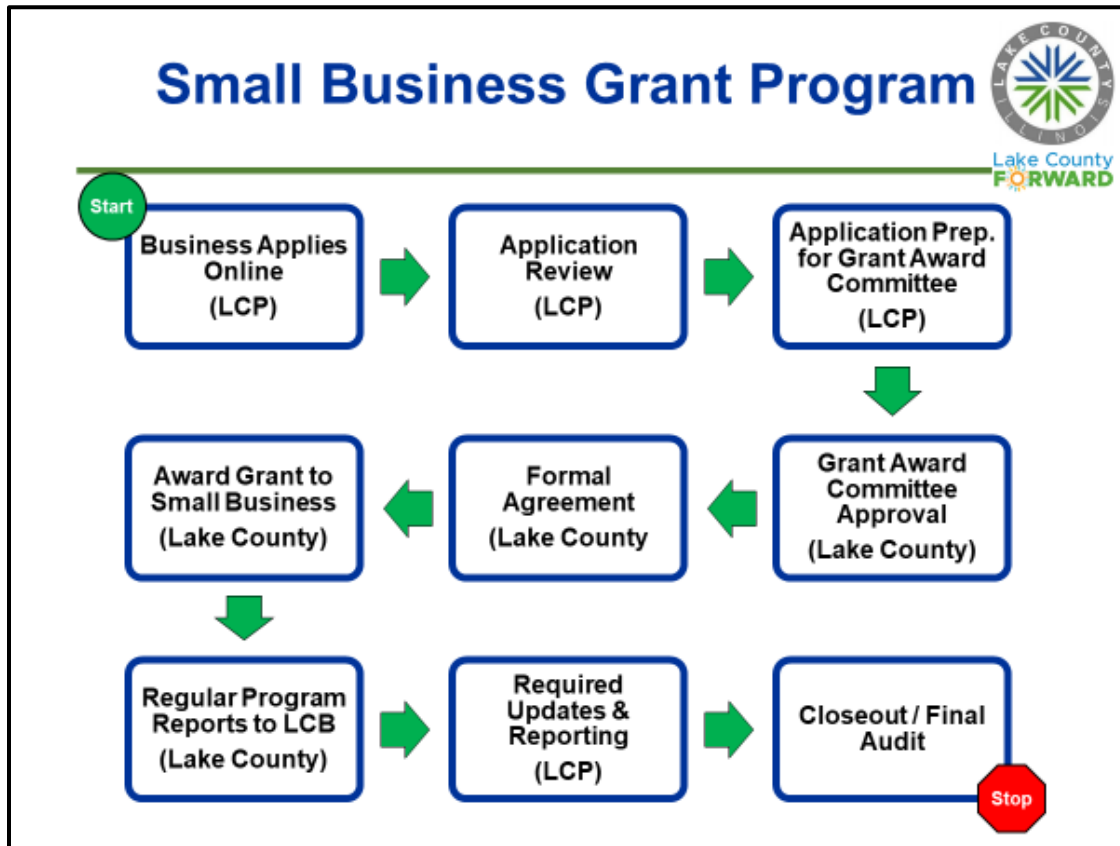 Small Business Grant Program
LAKE COUNTY
ILLINOIS
Lake County
FORWARD
Start
Business Applies
Online
(LCP)
Application
Review
(LCP)
Application Prep.
for Grant Award
Committee
(LCP)
Award Grant to
Small Business
(Lake County)
Formal
Agreement
(Lake County
Grant Award
Committee
Approval
(Lake County)
Regular Program
Reports to LCB
(Lake County)
Required
Updates &
Reporting
(LCP)
Closeout / Final
Audit
Stop